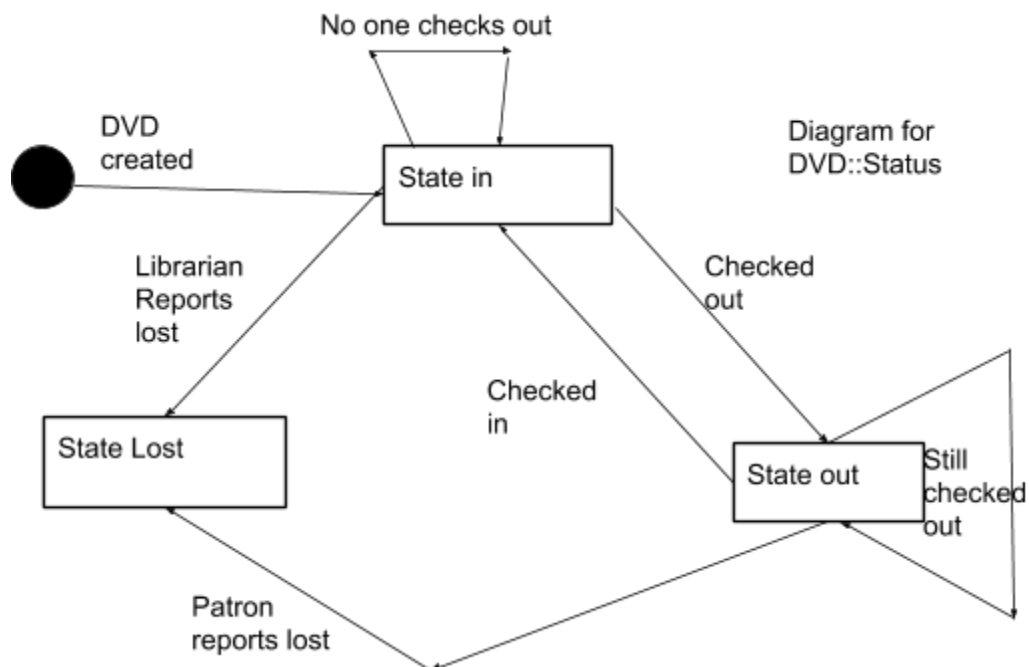 No one checks out
DVD
created
Diagram for
DVD::Status
State in
Librarian
Reports
lost
Checked
out
Checked
in
State Lost
State out
Still
checked
out
Patron
reports lost